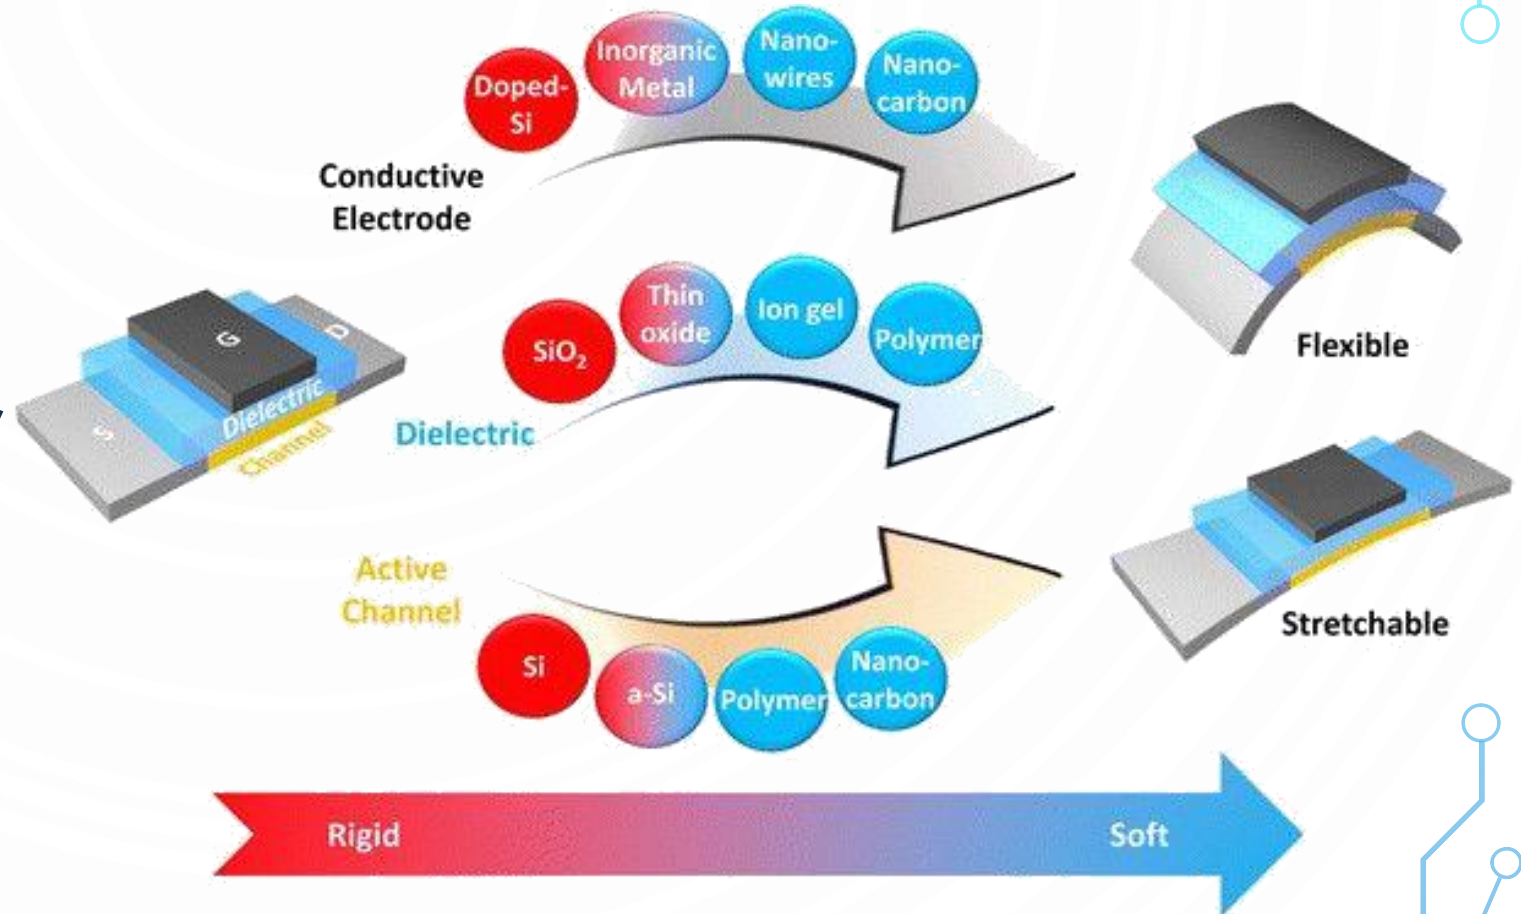 Doped-
Si
Inorganic
Metal
Nano-
wires
Nano-
carbon
Conductive
Electrode
Flexible
G
D
S
Dielectric
Channel
SiO₂
Thin
oxide
Ion gel
Polymer
Dielectric
Active
Channel
Si
a-Si
Polymer
Nano-
carbon
Stretchable
Rigid
Soft